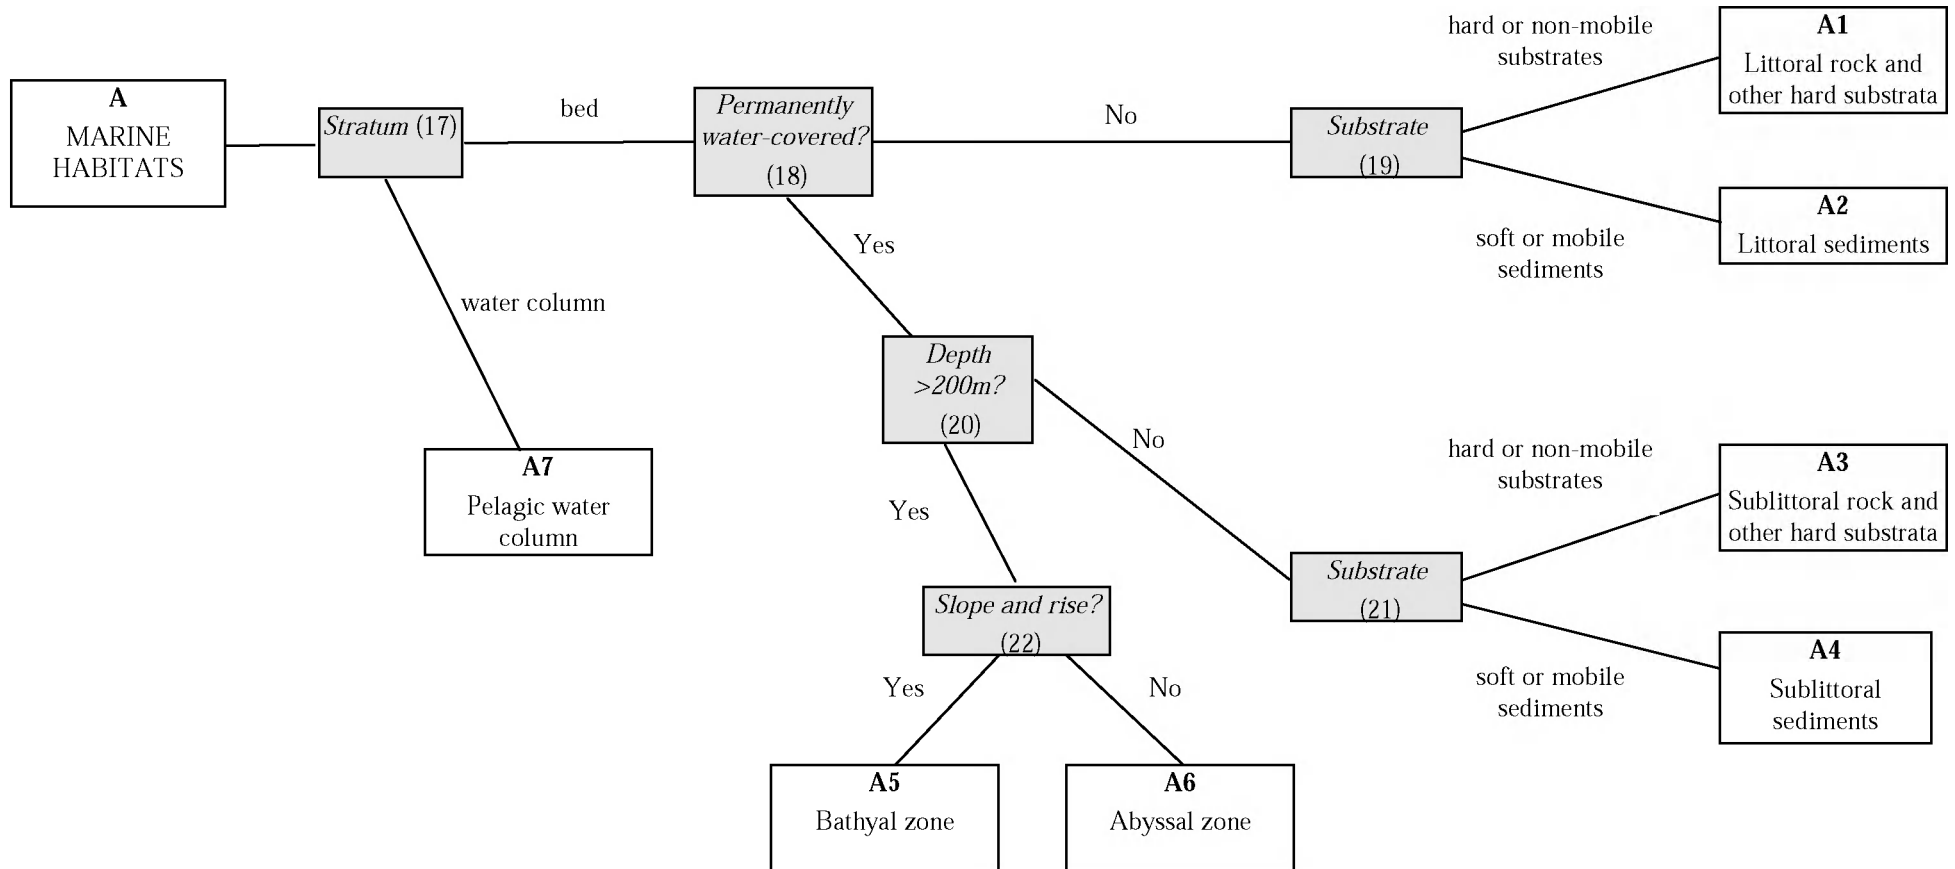 A
MARINE
HABITATS
Stratum (17)
bed
Permanently
water-covered?
(18)
No
Substrate
(19)
hard or non-mobile
substrates
A1
Littoral rock and
other hard substrata
soft or mobile
sediments
A2
Littoral sediments
Yes
water column
A7
Pelagic water
column
Depth
>200m?
(20)
No
Substrate
(21)
hard or non-mobile
substrates
A3
Sublittoral rock and
other hard substrata
soft or mobile
sediments
A4
Sublittoral
sediments
Yes
Slope and rise?
(22)
Yes
No
A5
Bathyal zone
A6
Abyssal zone